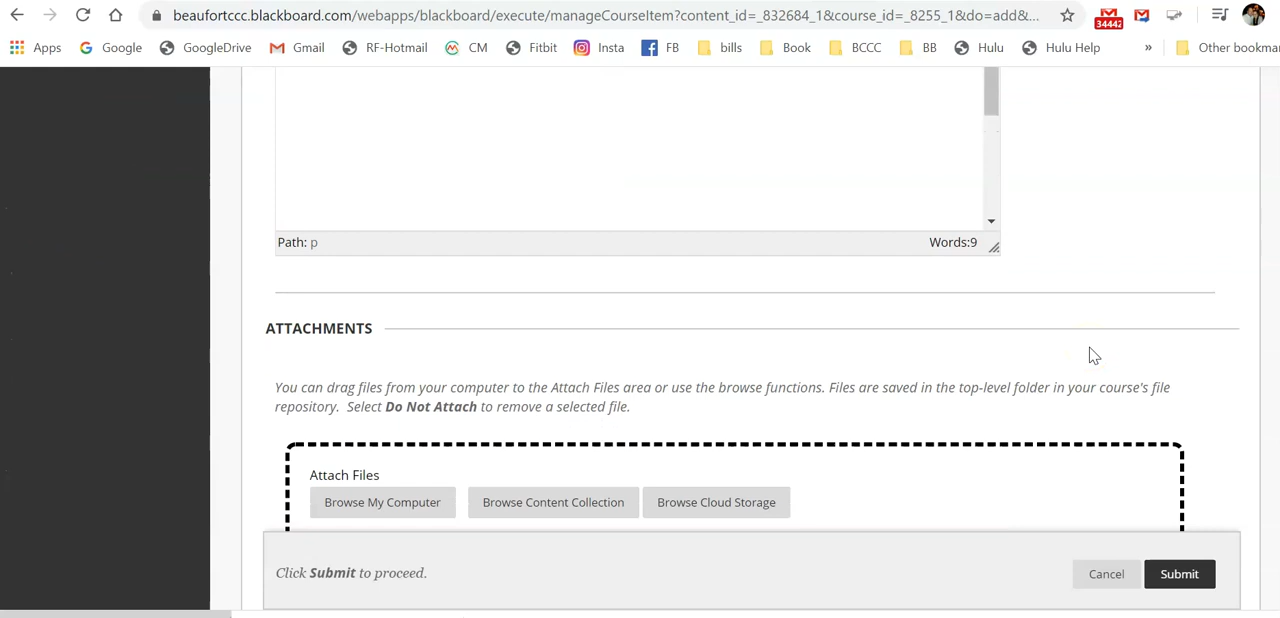 beaufortccc.blackboard.com/webapps/blackboard/execute/manageCourseItem?content_id=_832684_1&course_id=_8255_1&do=add&...
34442
Apps Google GoogleDrive Gmail RF-Hotmail CM Fitbit Insta FB bills Book BCCC BB Hulu Hulu Help » Other bookma
Path: p Words:9
ATTACHMENTS
You can drag files from your computer to the Attach Files area or use the browse functions. Files are saved in the top-level folder in your course's file
repository. Select Do Not Attach to remove a selected file.
Attach Files
Browse My Computer Browse Content Collection Browse Cloud Storage
Click Submit to proceed. Cancel Submit